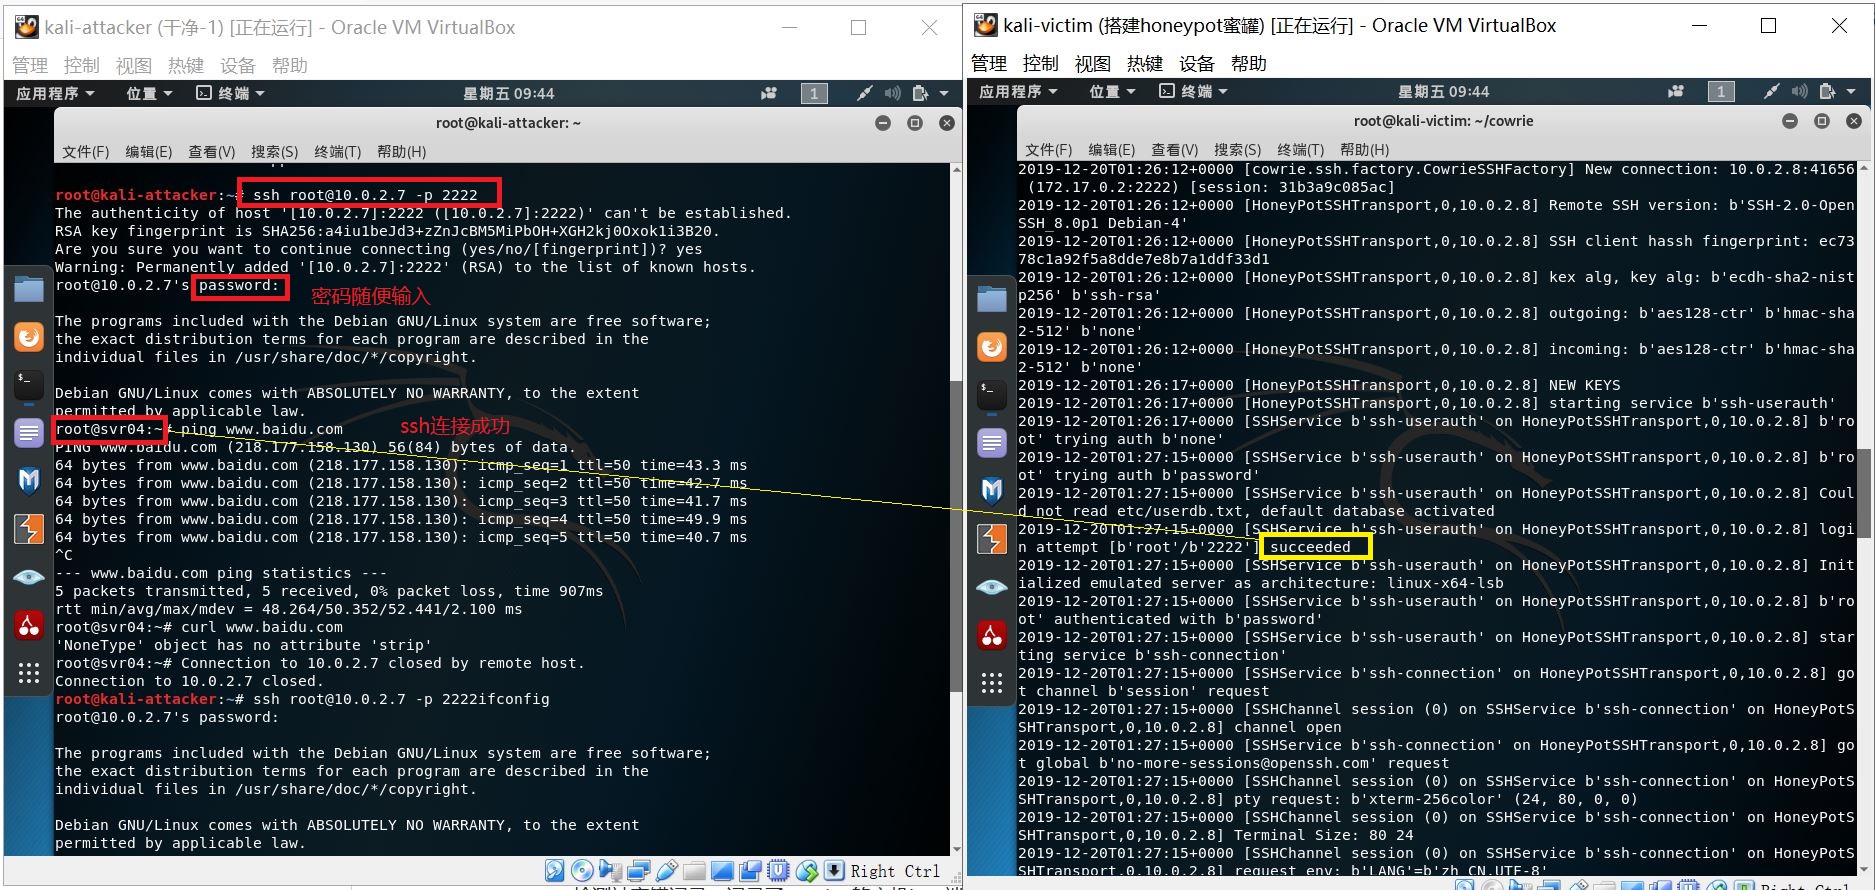 kali-attacker (干净-1) [正在运行] - Oracle VM VirtualBox
管理 控制 视图 热键 设备 帮助
应用程序 位置 终端 星期五 09:44 1
root@kali-attacker: ~
文件(F) 编辑(E) 查看(V) 搜索(S) 终端(T) 帮助(H)
root@kali-attacker:~# ssh root@10.0.2.7 -p 2222
The authenticity of host '[10.0.2.7]:2222 ([10.0.2.7]:2222)' can't be established.
RSA key fingerprint is SHA256:a4iu1beJd3+zZnJcBM5MiPbOH+XGH2kj0Oxok1i3B20.
Are you sure you want to continue connecting (yes/no/[fingerprint])? yes
Warning: Permanently added '[10.0.2.7]:2222' (RSA) to the list of known hosts.
root@10.0.2.7's password:
密码随便输入
The programs included with the Debian GNU/Linux system are free software;
the exact distribution terms for each program are described in the
individual files in /usr/share/doc/*/copyright.
Debian GNU/Linux comes with ABSOLUTELY NO WARRANTY, to the extent
permitted by applicable law.
ssh连接成功
root@svr04:~# ping www.baidu.com
PING www.baidu.com (218.177.158.130) 56(84) bytes of data.
64 bytes from www.baidu.com (218.177.158.130): icmp_seq=1 ttl=50 time=43.3 ms
64 bytes from www.baidu.com (218.177.158.130): icmp_seq=2 ttl=50 time=42.7 ms
64 bytes from www.baidu.com (218.177.158.130): icmp_seq=3 ttl=50 time=41.7 ms
64 bytes from www.baidu.com (218.177.158.130): icmp_seq=4 ttl=50 time=49.9 ms
64 bytes from www.baidu.com (218.177.158.130): icmp_seq=5 ttl=50 time=40.7 ms
^C
--- www.baidu.com ping statistics ---
5 packets transmitted, 5 received, 0% packet loss, time 907ms
rtt min/avg/max/mdev = 48.264/50.352/52.441/2.100 ms
root@svr04:~# curl www.baidu.com
'NoneType' object has no attribute 'strip'
root@svr04:~# Connection to 10.0.2.7 closed by remote host.
Connection to 10.0.2.7 closed.
root@kali-attacker:~# ssh root@10.0.2.7 -p 2222ifconfig
root@10.0.2.7's password:
The programs included with the Debian GNU/Linux system are free software;
the exact distribution terms for each program are described in the
individual files in /usr/share/doc/*/copyright.
Debian GNU/Linux comes with ABSOLUTELY NO WARRANTY, to the extent
permitted by applicable law.
Right Ctrl
kali-victim (搭建honeypot蜜罐) [正在运行] - Oracle VM VirtualBox
管理 控制 视图 热键 设备 帮助
应用程序 位置 终端 星期五 09:44 1
root@kali-victim: ~/cowrie
文件(F) 编辑(E) 查看(V) 搜索(S) 终端(T) 帮助(H)
2019-12-20T01:26:12+0000 [cowrie.ssh.factory.CowrieSSHFactory] New connection: 10.0.2.8:41656
(172.17.0.2:2222) [session: 31b3a9c085ac]
2019-12-20T01:26:12+0000 [HoneyPotSSHTransport,0,10.0.2.8] Remote SSH version: b'SSH-2.0-Open
SSH_8.0p1 Debian-4'
2019-12-20T01:26:12+0000 [HoneyPotSSHTransport,0,10.0.2.8] SSH client hassh fingerprint: ec73
78c1a92f5a8dde7e8b7a1ddf33d1
2019-12-20T01:26:12+0000 [HoneyPotSSHTransport,0,10.0.2.8] kex alg, key alg: b'ecdh-sha2-nist
p256' b'ssh-rsa'
2019-12-20T01:26:12+0000 [HoneyPotSSHTransport,0,10.0.2.8] outgoing: b'aes128-ctr' b'hmac-sha
2-512' b'none'
2019-12-20T01:26:12+0000 [HoneyPotSSHTransport,0,10.0.2.8] incoming: b'aes128-ctr' b'hmac-sha
2-512' b'none'
2019-12-20T01:26:17+0000 [HoneyPotSSHTransport,0,10.0.2.8] NEW KEYS
2019-12-20T01:26:17+0000 [HoneyPotSSHTransport,0,10.0.2.8] starting service b'ssh-userauth'
2019-12-20T01:26:17+0000 [SSHService b'ssh-userauth' on HoneyPotSSHTransport,0,10.0.2.8] b'ro
ot' trying auth b'none'
2019-12-20T01:27:15+0000 [SSHService b'ssh-userauth' on HoneyPotSSHTransport,0,10.0.2.8] b'ro
ot' trying auth b'password'
2019-12-20T01:27:15+0000 [SSHService b'ssh-userauth' on HoneyPotSSHTransport,0,10.0.2.8] Coul
d not read etc/userdb.txt, default database activated
2019-12-20T01:27:15+0000 [SSHService b'ssh-userauth' on HoneyPotSSHTransport,0,10.0.2.8] logi
n attempt [b'root'/b'2222'] succeeded
2019-12-20T01:27:15+0000 [SSHService b'ssh-userauth' on HoneyPotSSHTransport,0,10.0.2.8] Init
ialized emulated server as architecture: linux-x64-lsb
2019-12-20T01:27:15+0000 [SSHService b'ssh-userauth' on HoneyPotSSHTransport,0,10.0.2.8] b'ro
ot' authenticated with b'password'
2019-12-20T01:27:15+0000 [SSHService b'ssh-userauth' on HoneyPotSSHTransport,0,10.0.2.8] star
ting service b'ssh-connection'
2019-12-20T01:27:15+0000 [SSHService b'ssh-connection' on HoneyPotSSHTransport,0,10.0.2.8] go
t channel b'session' request
2019-12-20T01:27:15+0000 [SSHChannel session (0) on SSHService b'ssh-connection' on HoneyPotS
SHTransport,0,10.0.2.8] channel open
2019-12-20T01:27:15+0000 [SSHService b'ssh-connection' on HoneyPotSSHTransport,0,10.0.2.8] go
t global b'no-more-sessions@openssh.com' request
2019-12-20T01:27:15+0000 [SSHChannel session (0) on SSHService b'ssh-connection' on HoneyPotS
SHTransport,0,10.0.2.8] pty request: b'xterm-256color' (24, 80, 0, 0)
2019-12-20T01:27:15+0000 [SSHChannel session (0) on SSHService b'ssh-connection' on HoneyPotS
SHTransport,0,10.0.2.8] Terminal Size: 80 24
2019-12-20T01:27:15+0000 [SSHChannel session (0) on SSHService b'ssh-connection' on HoneyPotS
SHTransport,0,10.0.2.8] request_env: b'LANG'=b'zh_CN.UTF-8'
Right Ctrl